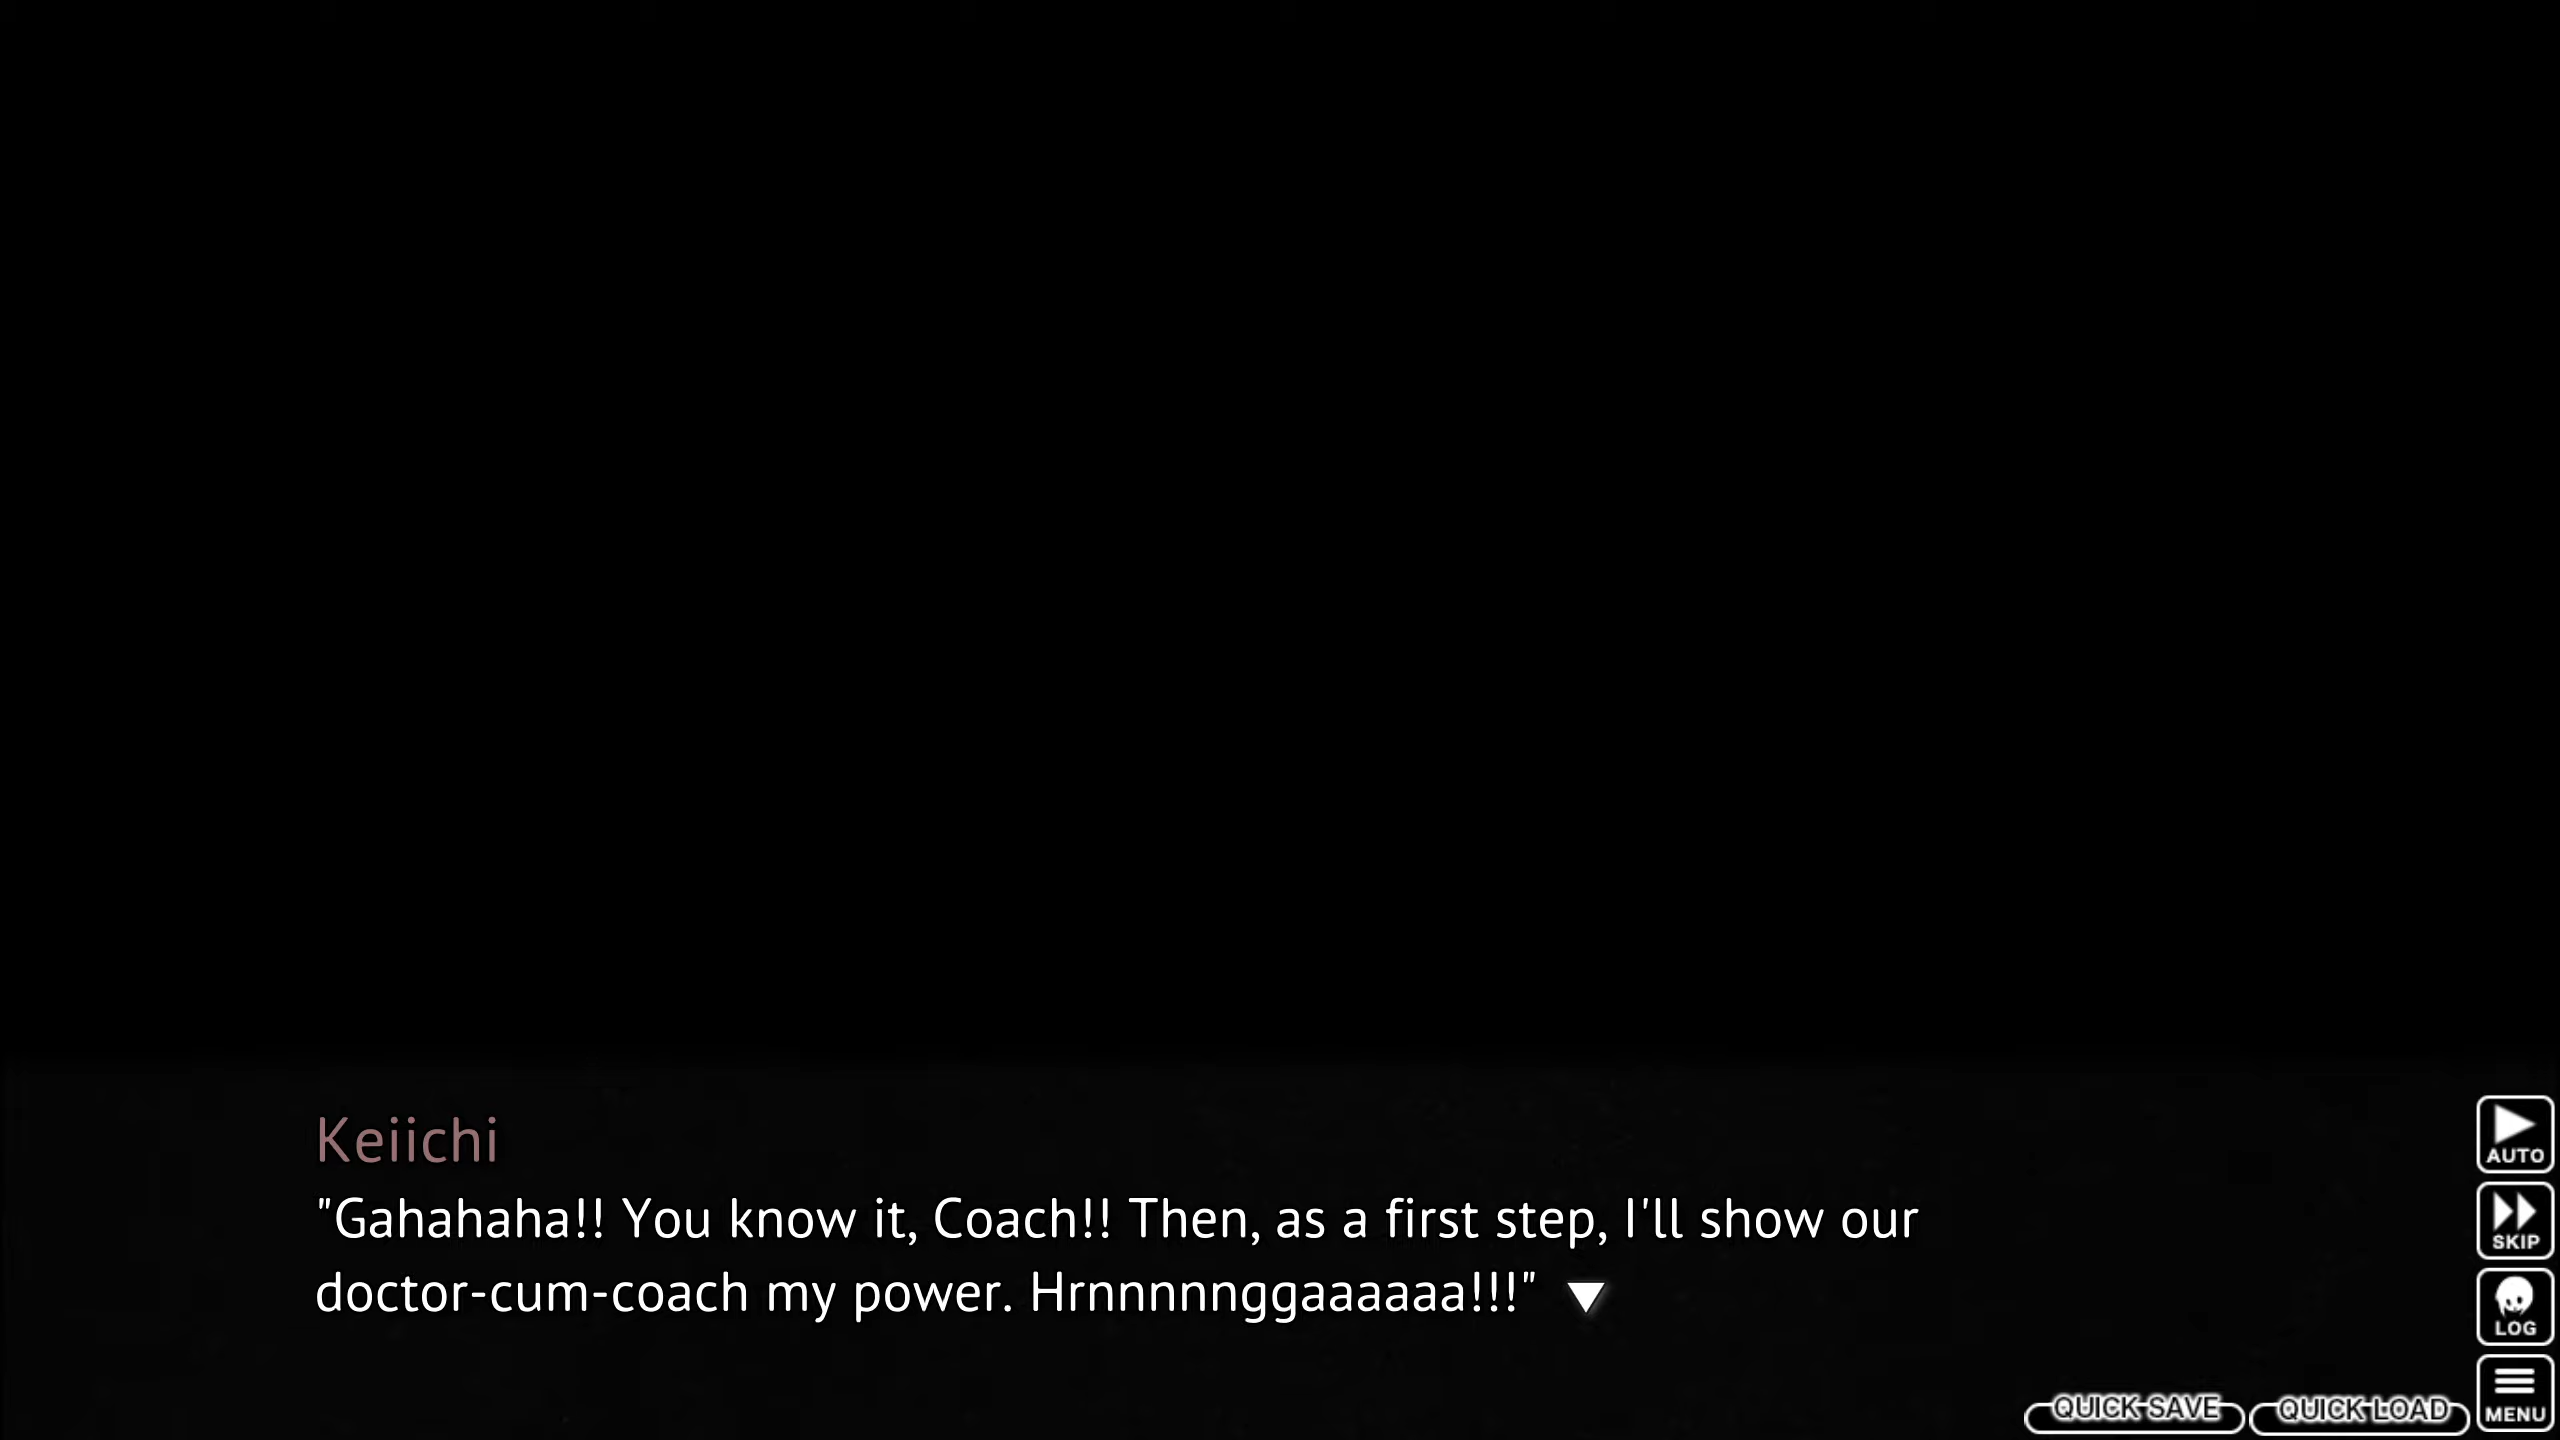 Keiichi
"Gahahaha!! You know it, Coach!! Then, as a first step, I'll show our
doctor-cum-coach my power. Hrnnnnnggaaaaaa!!!"
AUTO
SKIP
LOG
MENU
QUICK SAVE
QUICK LOAD